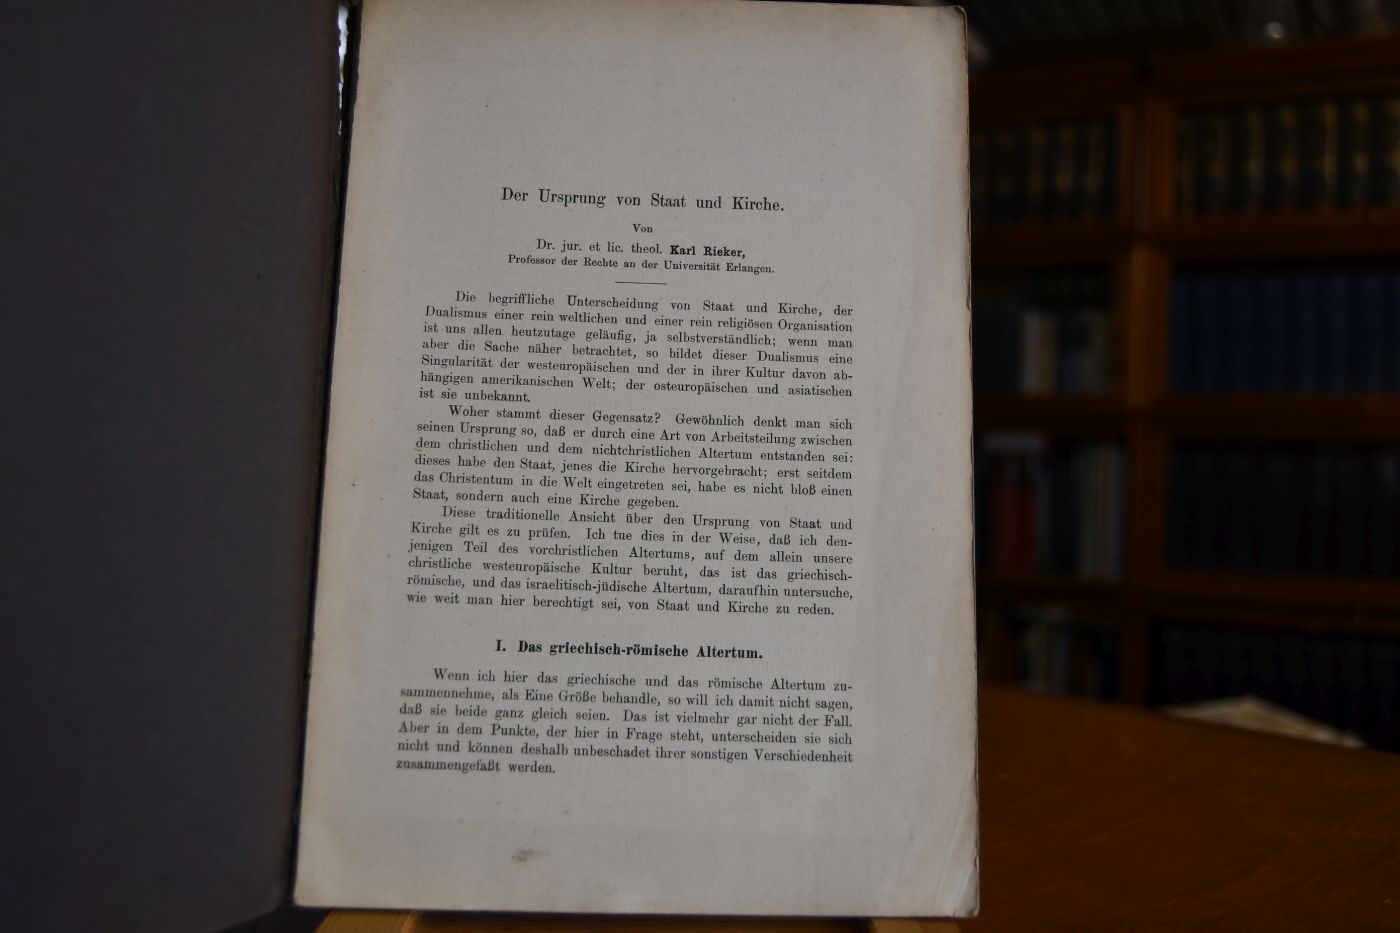 Der Ursprung von Staat und Kirche.
Von
Dr. jur. et lic. theol. Karl Rieker,
Professor der Rechte an der Universität Erlangen.
Die begriffliche Unterscheidung von Staat und Kirche, der
Dualismus einer rein weltlichen und einer rein religiösen Organisation
ist uns allen heutzutage geläufig, ja selbstverständlich; wenn man
aber die Sache näher betrachtet, so bildet dieser Dualismus eine
Singularität der westeuropäischen und der in ihrer Kultur davon ab-
hängigen amerikanischen Welt; der osteuropäischen und asiatischen
ist sie unbekannt.
Woher stammt dieser Gegensatz? Gewöhnlich denkt man sich
seinen Ursprung so, daß er durch eine Art von Arbeitsteilung zwischen
dem christlichen und dem nichtchristlichen Altertum entstanden sei:
dieses habe den Staat, jenes die Kirche hervorgebracht; erst seitdem
das Christentum in die Welt eingetreten sei, habe es nicht bloß einen
Staat, sondern auch eine Kirche gegeben.
Diese traditionelle Ansicht über den Ursprung von Staat und
Kirche gilt es zu prüfen. Ich tue dies in der Weise, daß ich den-
jenigen Teil des vorchristlichen Altertums, auf dem allein unsere
christliche westeuropäische Kultur beruht, das ist das griechisch-
römische, und das israelitisch-jüdische Altertum, daraufhin untersuche,
wie weit man hier berechtigt sei, von Staat und Kirche zu reden.
I. Das griechisch-römische Altertum.
Wenn ich hier das griechische und das römische Altertum zu-
sammennehme, als Eine Größe behandle, so will ich damit nicht sagen,
daß sie beide ganz gleich seien. Das ist vielmehr gar nicht der Fall.
Aber in dem Punkte, der hier in Frage steht, unterscheiden sie sich
nicht und können deshalb unbeschadet ihrer sonstigen Verschiedenheit
zusammengefaßt werden.